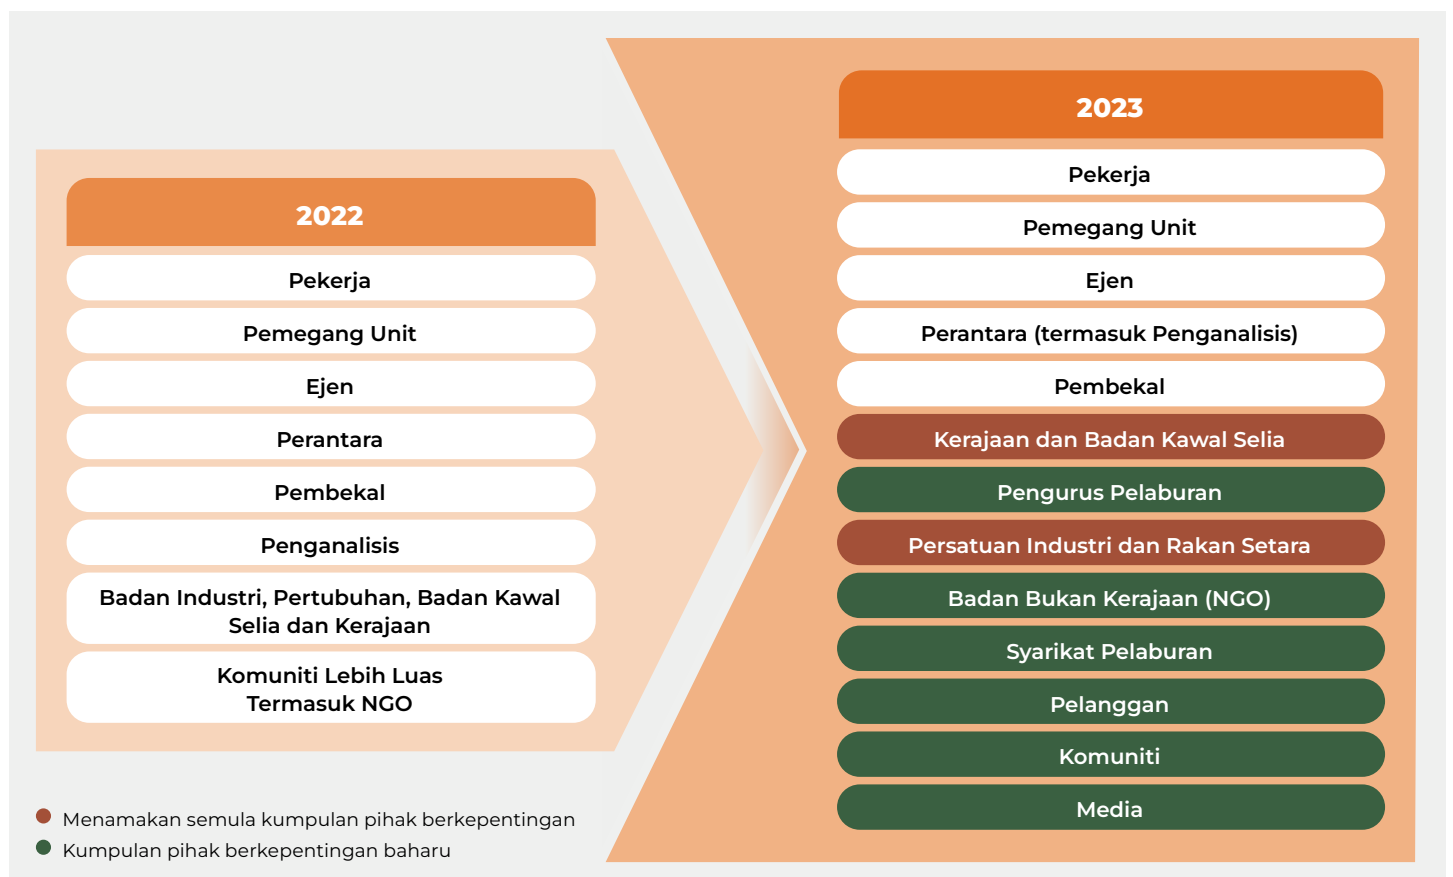 2022
Pekerja
Pemegang Unit
Ejen
Perantara
Pembekal
Penganalisis
Badan Industri, Pertubuhan, Badan Kawal
Selia dan Kerajaan
Komuniti Lebih Luas
Termasuk NGO
2023
Pekerja
Pemegang Unit
Ejen
Perantara (termasuk Penganalisis)
Pembekal
Kerajaan dan Badan Kawal Selia
Pengurus Pelaburan
Persatuan Industri dan Rakan Setara
Badan Bukan Kerajaan (NGO)
Syarikat Pelaburan
Pelanggan
Komuniti
Media
Menamakan semula kumpulan pihak berkepentingan
Kumpulan pihak berkepentingan baharu